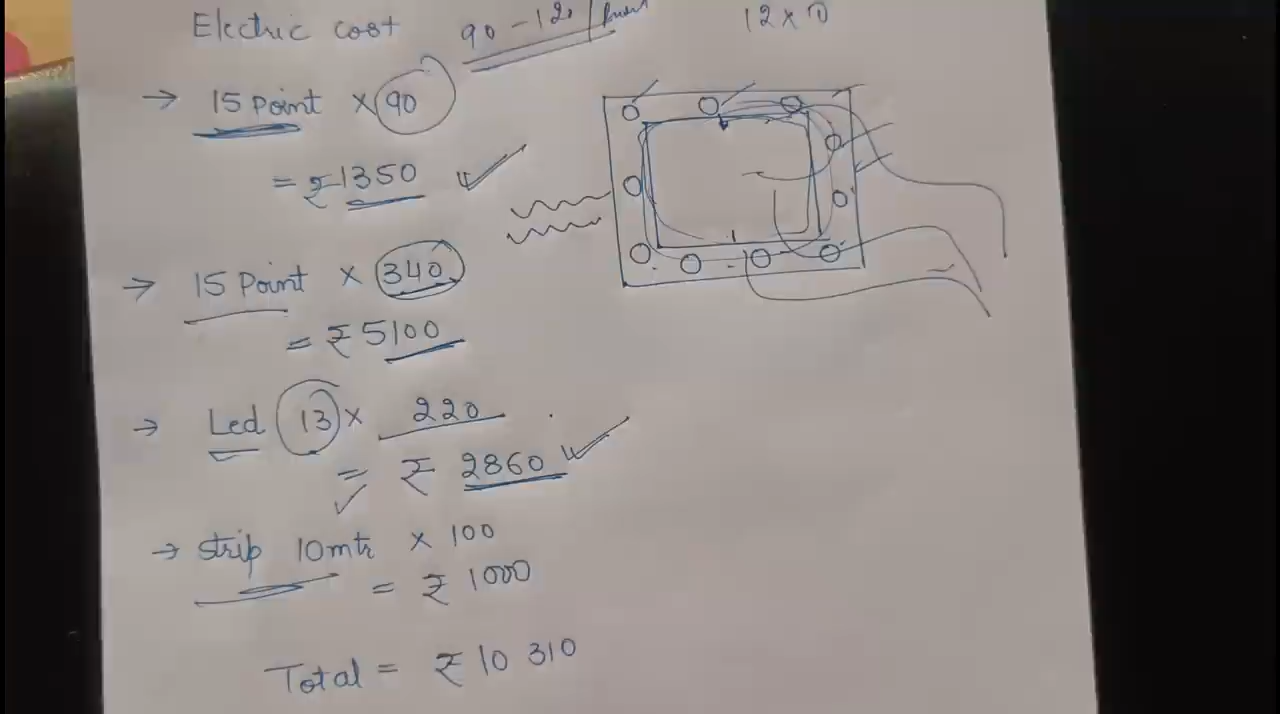 Electric cost 90 - 120 / 
12 x
→ 15 Point x 90
= ₹ 1350
→ 15 Point x 340
= ₹ 5100
→ Led 13 x 220
= ₹ 2860
→ strip 10mtr x 100
= ₹ 1000
Total = ₹ 10 310